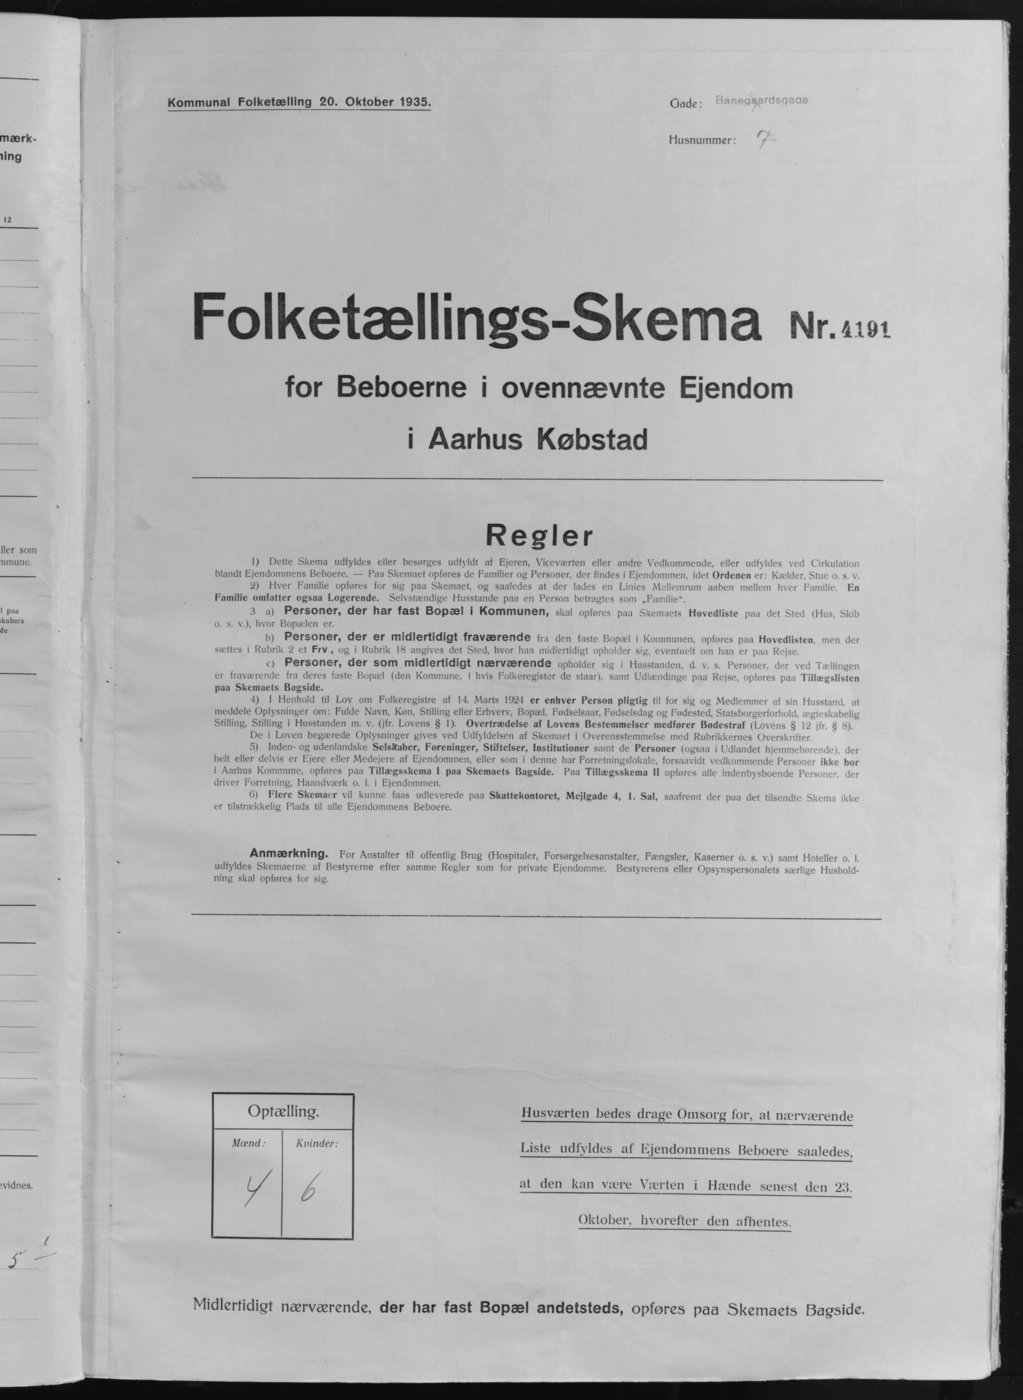 mærk-
ning
12
ller som
mmune.
l paa
skabers
de
evidnes.
5 1
Kommunal Folketælling 20. Oktober 1935.
Gade: Banegaardsgade
Husnummer: 7
Folketællings-Skema Nr. 4191
for Beboerne i ovennævnte Ejendom
i Aarhus Købstad
Regler
1) Dette Skema udfyldes eller besørges udfyldt af Ejeren, Viceværten eller andre Vedkommende, eller udfyldes ved Cirkulation
blandt Ejendommens Beboere. — Paa Skemaet opføres de Familier og Personer, der findes i Ejendommen, idet Ordenen er: Kælder, Stue o. s. v.
2) Hver Familie opføres for sig paa Skemaet, og saaledes at der lades en Linies Mellemrum aaben mellem hver Familie. En
Familie omfatter ogsaa Logerende. Selvstændige Husstande paa en Person betragtes som „Familie“.
3 a) Personer, der har fast Bopæl i Kommunen, skal opføres paa Skemaets Hovedliste paa det Sted (Hus, Skib
o. s. v.), hvor Bopælen er.
b) Personer, der er midlertidigt fraværende fra den faste Bopæl i Kommunen, opføres paa Hovedlisten, men der
sættes i Rubrik 2 et Frv., og i Rubrik 18 angives det Sted, hvor han midlertidigt opholder sig, eventuelt om han er paa Rejse.
c) Personer, der som midlertidigt nærværende opholder sig i Husstanden, d. v. s. Personer, der ved Tællingen
er fraværende fra deres faste Bopæl (den Kommune, i hvis Folkeregister de staar), samt Udlændinge paa Rejse, opføres paa Tillægslisten
paa Skemaets Bagside.
4) I Henhold til Lov om Folkeregistre af 14. Marts 1924 er enhver Person pligtig til for sig og Medlemmer af sin Husstand, at
meddele Oplysninger om: Fulde Navn, Køn, Stilling eller Erhverv, Bopæl, Fødselsaar, Fødselsdag og Fødested, Statsborgerforhold, ægteskabelig
Stilling, Stilling i Husstanden m. v. (jfr. Lovens § 1). Overtrædelse af Lovens Bestemmelser medfører Bødestraf (Lovens § 12 jfr. § 8).
De i Loven begærede Oplysninger gives ved Udfyldelsen af Skemaet i Overensstemmelse med Rubrikkernes Overskrifter.
5) Inden- og udenlandske Selskaber, Foreninger, Stiftelser, Institutioner samt de Personer (ogsaa i Udlandet hjemmehørende), der
helt eller delvis er Ejere eller Medejere af Ejendommen, eller som i denne har Forretningslokale, forsaavidt vedkommende Personer ikke bor
i Aarhus Kommune, opføres paa Tillægsskema I paa Skemaets Bagside. Paa Tillægsskema II opføres alle indenbysboende Personer, der
driver Forretning, Haandværk o. l. i Ejendommen.
6) Flere Skemaer vil kunne faas udleverede paa Skattekontoret, Mejlgade 4, 1. Sal, saafremt der paa det tilsendte Skema ikke
er tilstrækkelig Plads til alle Ejendommens Beboere.
Anmærkning. For Anstalter til offentlig Brug (Hospitaler, Forsørgelsesanstalter, Fængsler, Kaserner o. s. v.) samt Hoteller o. l.
udfyldes Skemaerne af Bestyrerne efter samme Regler som for private Ejendomme. Bestyrerens eller Opsynspersonalets særlige Hushold-
ning skal opføres for sig.
Optælling.
Mænd: Kvinder:
4 6
Husværten bedes drage Omsorg for, at nærværende
Liste udfyldes af Ejendommens Beboere saaledes,
at den kan være Værten i Hænde senest den 23.
Oktober, hvorefter den afhentes.
Midlertidigt nærværende, der har fast Bopæl andetsteds, opføres paa Skemaets Bagside.